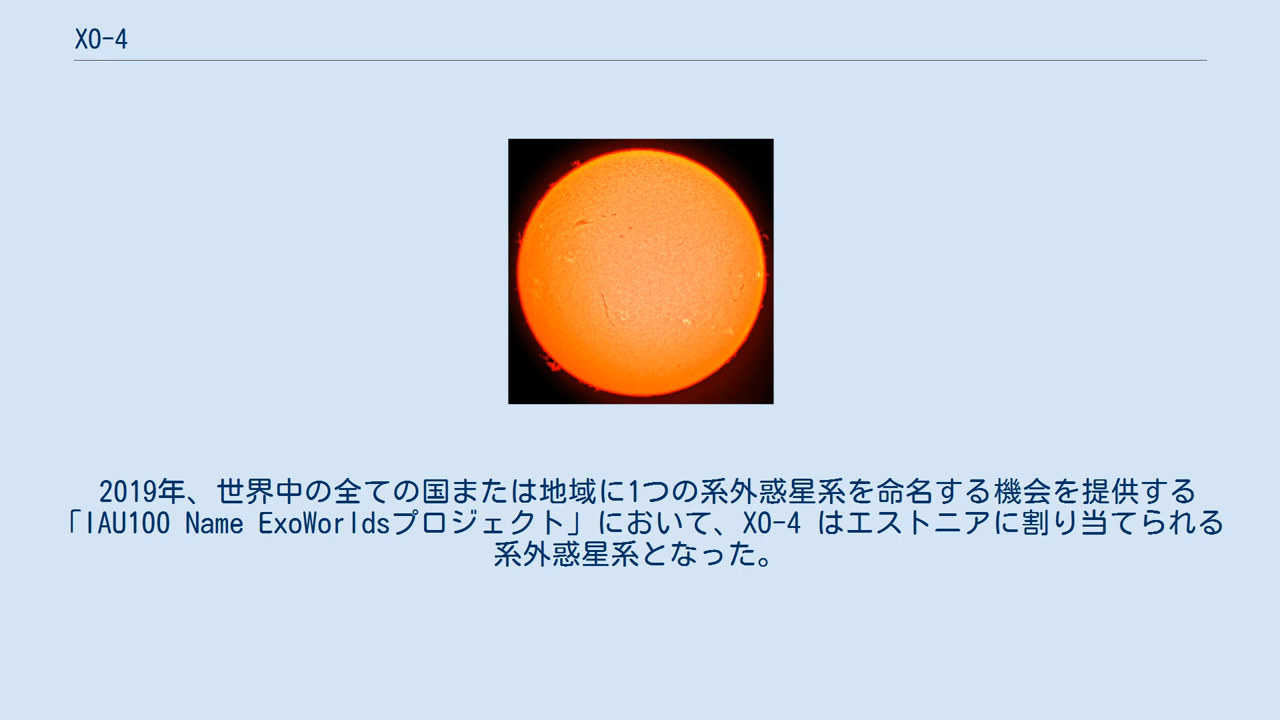 XO-4
2019年、世界中の全ての国または地域に1つの系外惑星系を命名する機会を提供する
「IAU100 Name ExoWorldsプロジェクト」において、XO-4 はエストニアに割り当てられる
系外惑星系となった。